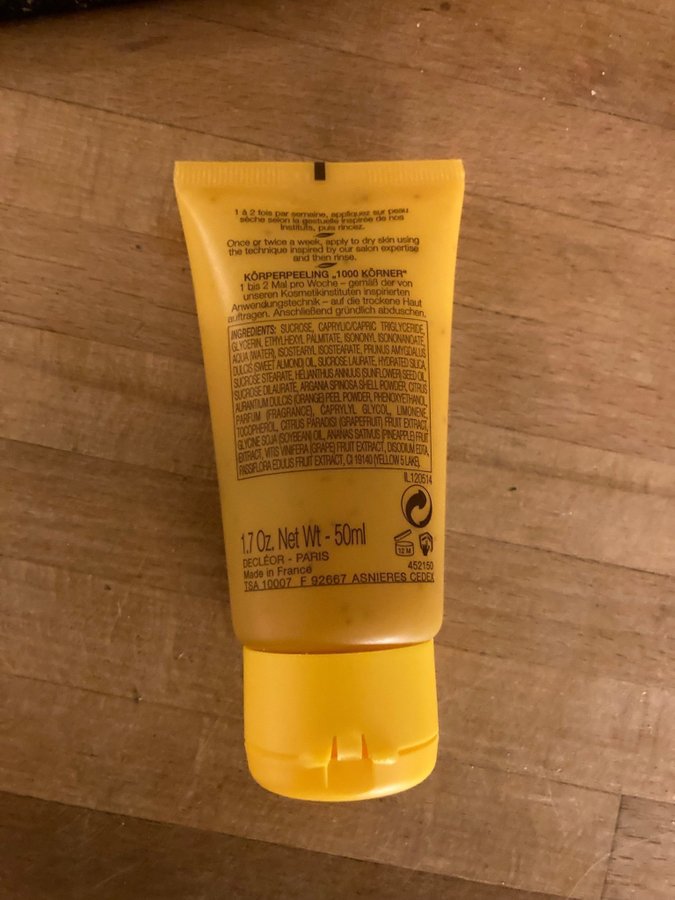 1 à 2 fois par semaine, appliquez sur peau
sèche selon la gestuelle inspirée de nos
Instituts, puis rincez.
Once or twice a week, apply to dry skin using
the technique inspired by our salon expertise
and then rinse.
KÖRPERPEELING „1000 KÖRNER“
1 bis 2 Mal pro Woche – gemäß der von
unseren Kosmetikinstituten inspirierten
Anwendungstechnik – auf die trockene Haut
auftragen. Anschließend gründlich abduschen.
INGREDIENTS: SUCROSE, CAPRYLIC/CAPRIC TRIGLYCERIDE,
GLYCERIN, ETHYLHEXYL PALMITATE, ISONONYL ISONONANOATE,
AQUA (WATER), ISOSTEARYL ISOSTEARATE, PRUNUS AMYGDALUS
DULCIS (SWEET ALMOND) OIL, SUCROSE LAURATE, HYDRATED SILICA,
SUCROSE STEARATE, HELIANTHUS ANNUUS (SUNFLOWER) SEED OIL,
SUCROSE DILAURATE, ARGANIA SPINOSA SHELL POWDER, CITRUS
AURANTIUM DULCIS (ORANGE) PEEL POWDER, PHENOXYETHANOL,
PARFUM (FRAGRANCE), CAPRYLYL GLYCOL, LIMONENE,
TOCOPHEROL, CITRUS PARADISI (GRAPEFRUIT) FRUIT EXTRACT,
GLYCINE SOJA (SOYBEAN) OIL, ANANAS SATIVUS (PINEAPPLE) FRUIT
EXTRACT, VITIS VINIFERA (GRAPE) FRUIT EXTRACT, DISODIUM EDTA,
PASSIFLORA EDULIS FRUIT EXTRACT, CI 19140 (YELLOW 5 LAKE).
IL120514
1.7 Oz. Net Wt - 50ml
12 M
DECLÉOR - PARIS
Made in France
452150
TSA 10007 F 92667 ASNIERES CEDEX